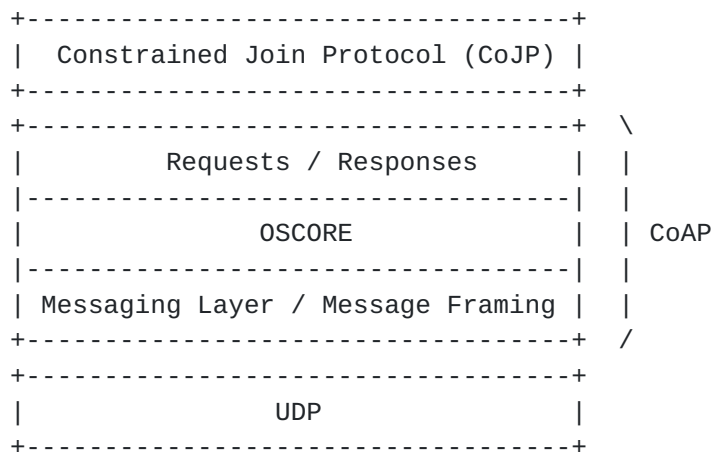 +-----------------------------------+
|  Constrained Join Protocol (CoJP) |
+-----------------------------------+
+-----------------------------------+  \
|         Requests / Responses      |  |
|-----------------------------------|  |
|               OSCORE              |  | CoAP
|-----------------------------------|  |
| Messaging Layer / Message Framing |  |
+-----------------------------------+  /
+-----------------------------------+
|                UDP                |
+-----------------------------------+